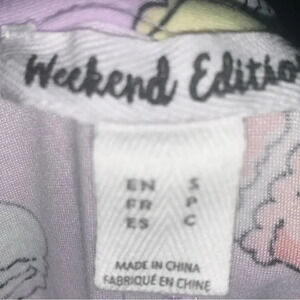 Weekend Editio
EN S
FR P
ES C
MADE IN CHINA
FABRIQUÉ EN CHINE